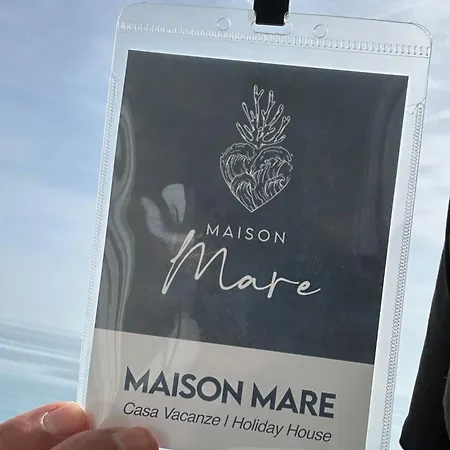 MAISON
Mare
MAISON MARE
Casa Vacanze | Holiday House